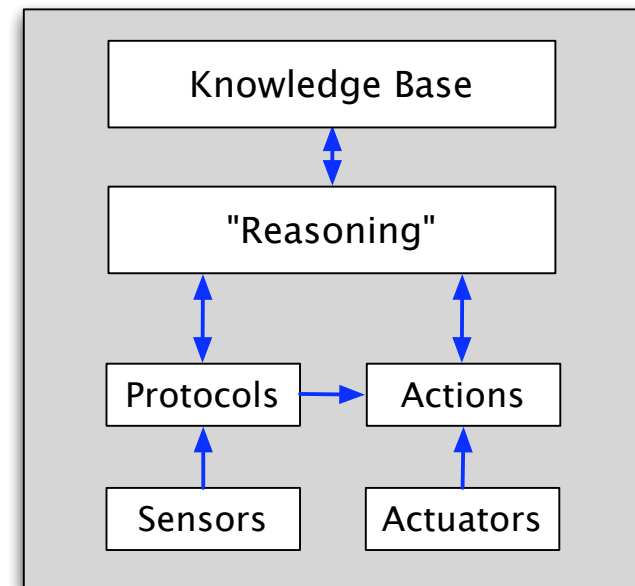 Knowledge Base
"Reasoning"
Protocols
Actions
Sensors
Actuators